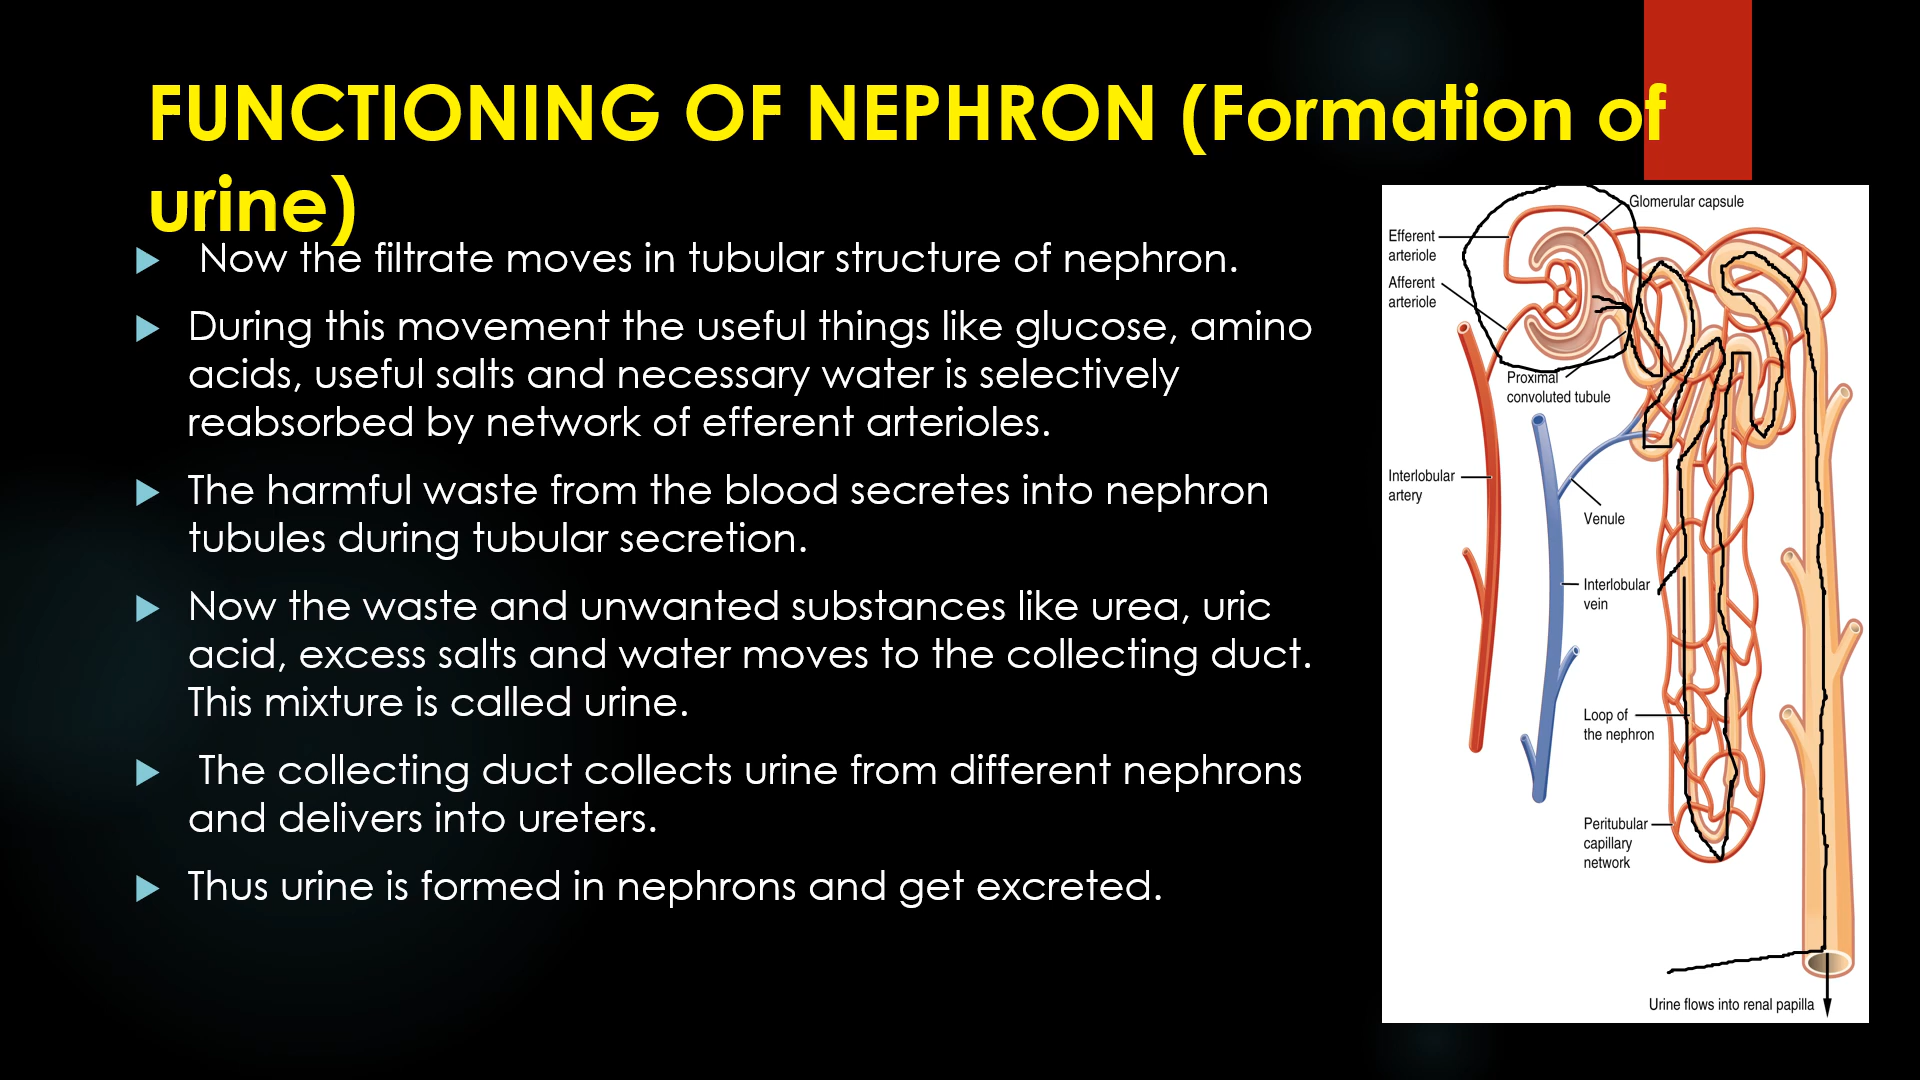 FUNCTIONING OF NEPHRON (Formation of
urine)
Now the filtrate moves in tubular structure of nephron.
During this movement the useful things like glucose, amino
acids, useful salts and necessary water is selectively
reabsorbed by network of efferent arterioles.
The harmful waste from the blood secretes into nephron
tubules during tubular secretion.
Now the waste and unwanted substances like urea, uric
acid, excess salts and water moves to the collecting duct.
This mixture is called urine.
The collecting duct collects urine from different nephrons
and delivers into ureters.
Thus urine is formed in nephrons and get excreted.
Glomerular capsule
Efferent
arteriole
Afferent
arteriole
Proximal
convoluted tubule
Interlobular
artery
Venule
Interlobular
vein
Loop of
the nephron
Peritubular
capillary
network
Urine flows into renal papilla